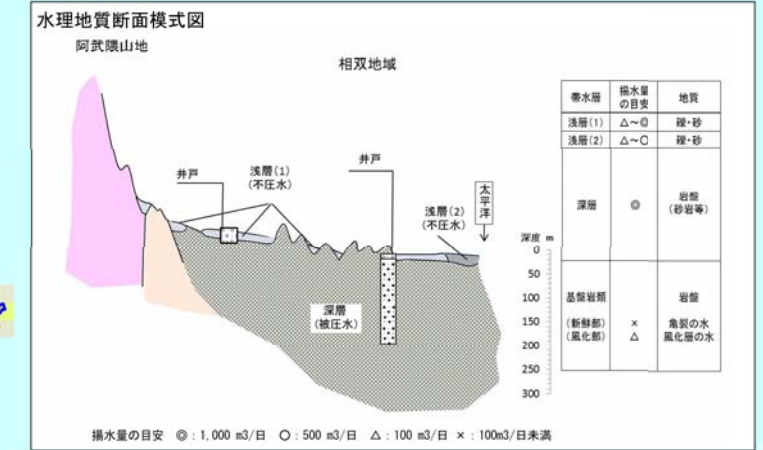 水理地質断面模式図
阿武隈山地
相双地域
井戸
浅層(1)
(不圧水)
井戸
浅層(2)
(不圧水)
太平洋
深層
(被圧水)
深度 m
0
50
100
150
200
250
300
帯水層 揚水量の目安 地質
浅層(1) △～◎ 礫・砂
浅層(2) △～○ 礫・砂
深層 ◎ 岩盤
(砂岩等)
基盤岩類 岩盤
(新鮮部) × 亀裂の水
(風化部) △ 風化層の水
揚水量の目安 ◎：1,000 m3/日 ○：500 m3/日 △：100 m3/日 ×：100m3/日未満